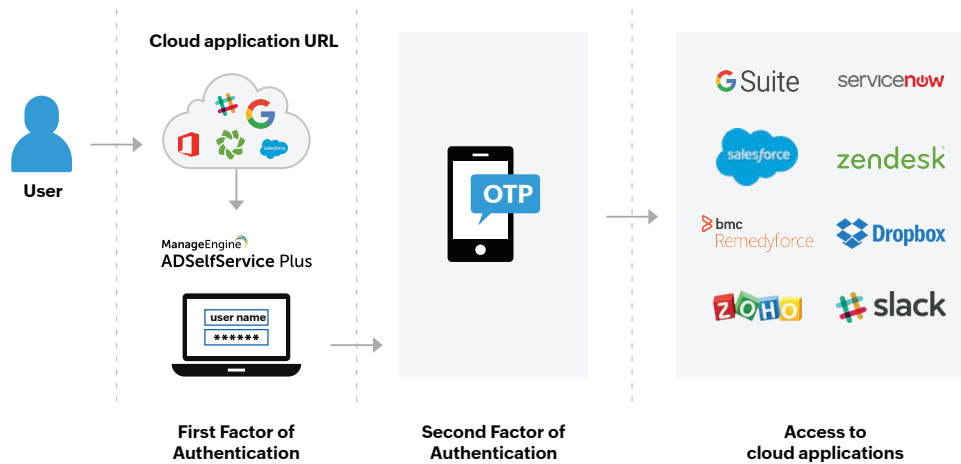 Cloud application URL
salesforce
User
ManageEngine
ADSelfService Plus
user name
******
First Factor of
Authentication
OTP
Second Factor of
Authentication
G Suite
servicenow
salesforce
zendesk
bmc
Remedyforce
Dropbox
ZOHO
slack
Access to
cloud applications